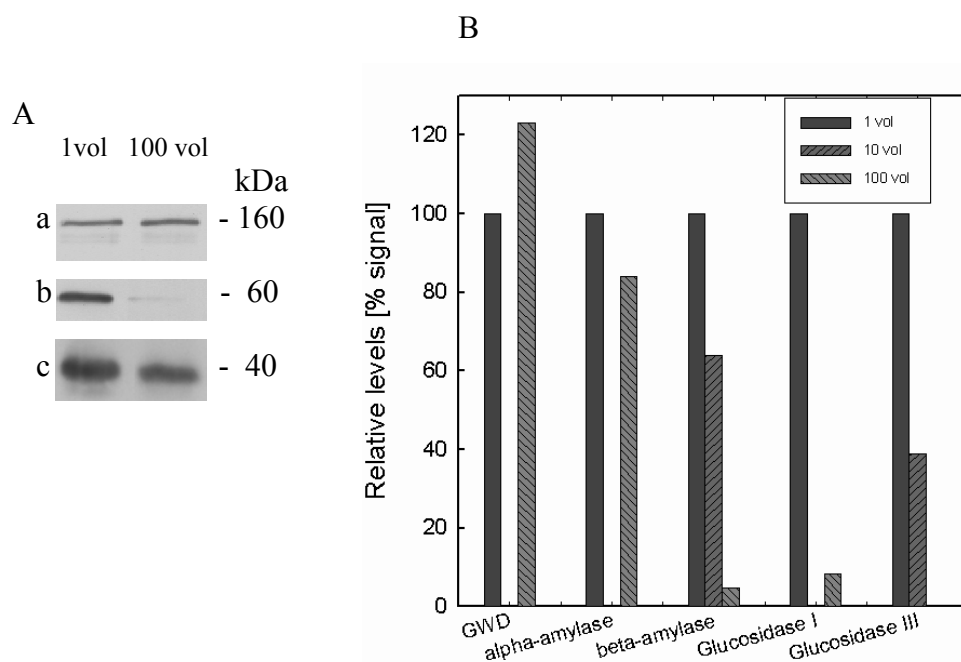 A
1vol 100 vol
kDa
a - 160
b - 60
c - 40
B
1 vol
10 vol
100 vol
Relative levels [% signal]
120
100
80
60
40
20
0
GWD
alpha-amylase
beta-amylase
Glucosidase I
Glucosidase III